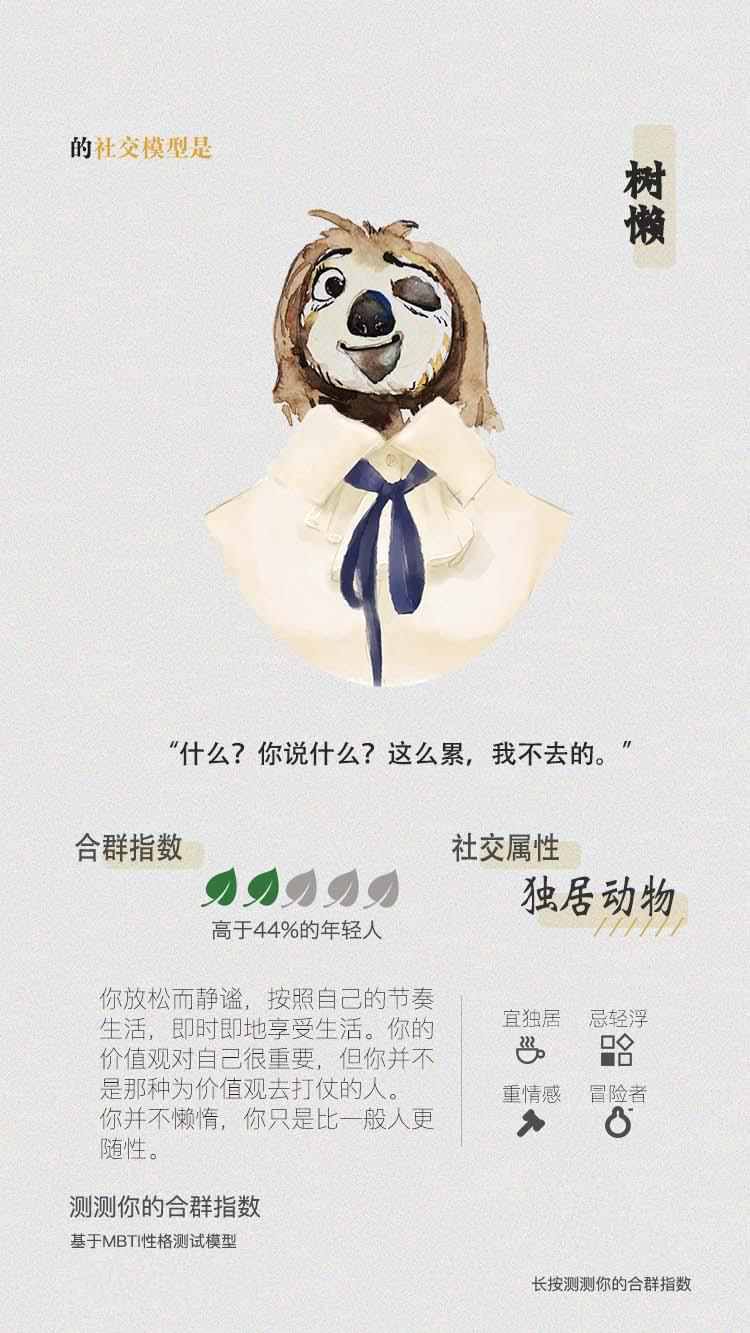 的社交模型是
树懒
“什么？你说什么？这么累，我不去的。”
合群指数
高于44%的年轻人
社交属性
独居动物
你放松而静谧，按照自己的节奏
生活，即时即地享受生活。你的
价值观对自己很重要，但你并不
是那种为价值观去打仗的人。
你并不懒惰，你只是比一般人更
随性。
宜独居
忌轻浮
重情感
冒险者
测测你的合群指数
基于MBTI性格测试模型
长按测测你的合群指数